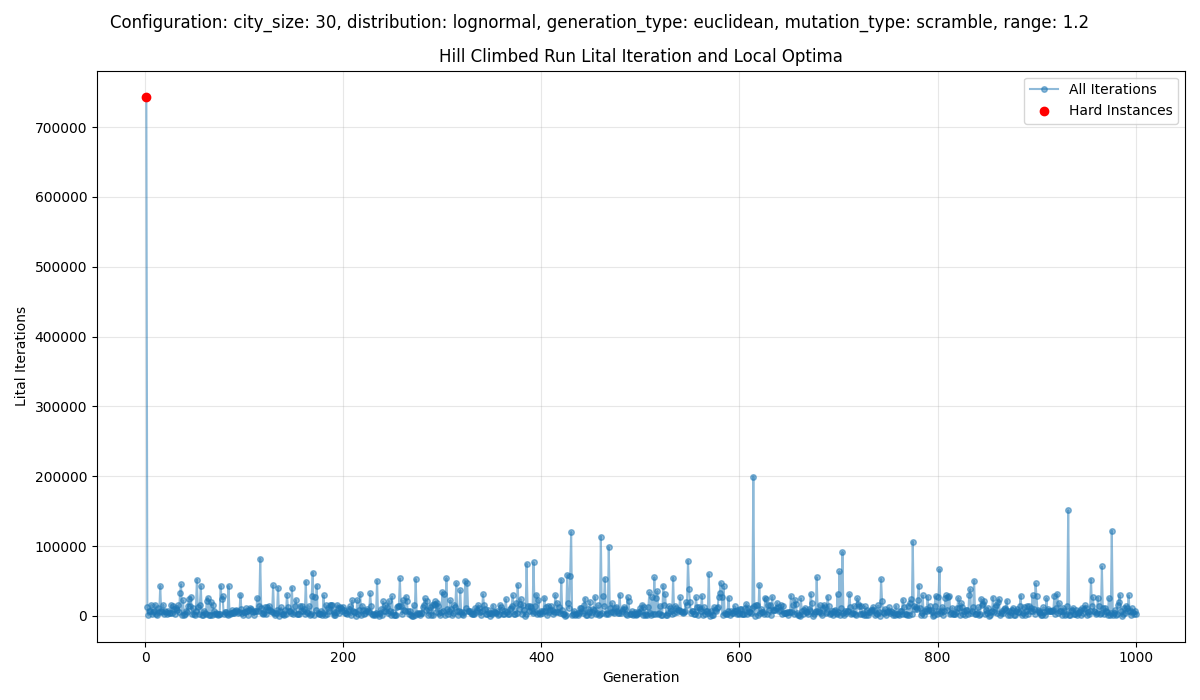 Configuration: city_size: 30, distribution: lognormal, generation_type: euclidean, mutation_type: scramble, range: 1.2
Hill Climbed Run Lital Iteration and Local Optima
All Iterations
Hard Instances
700000
600000
500000
400000
300000
200000
100000
0
Lital Iterations
0 200 400 600 800 1000
Generation